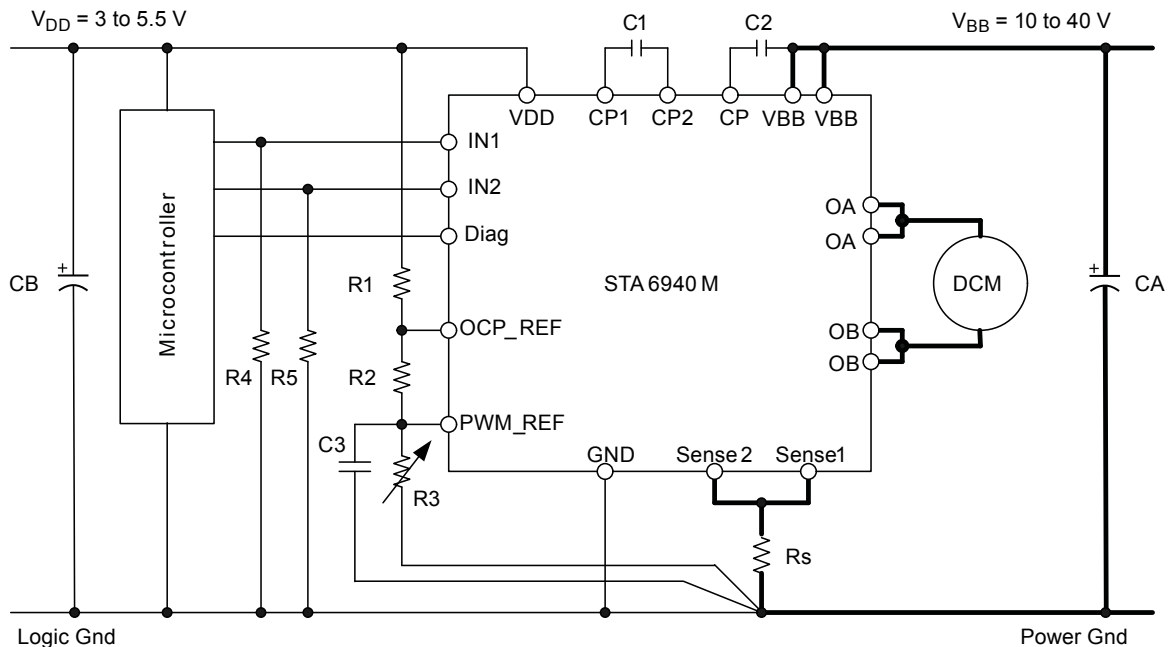 V_DD = 3 to 5.5 V
C1
C2
V_BB = 10 to 40 V
VDD
CP1
CP2
CP
VBB
VBB
IN1
IN2
Diag
OA
OA
Microcontroller
CB
+
R1
STA 6940 M
DCM
+
CA
OCP_REF
OB
OB
R4
R5
R2
PWM_REF
C3
R3
GND
Sense 2
Sense1
Rs
Logic Gnd
Power Gnd